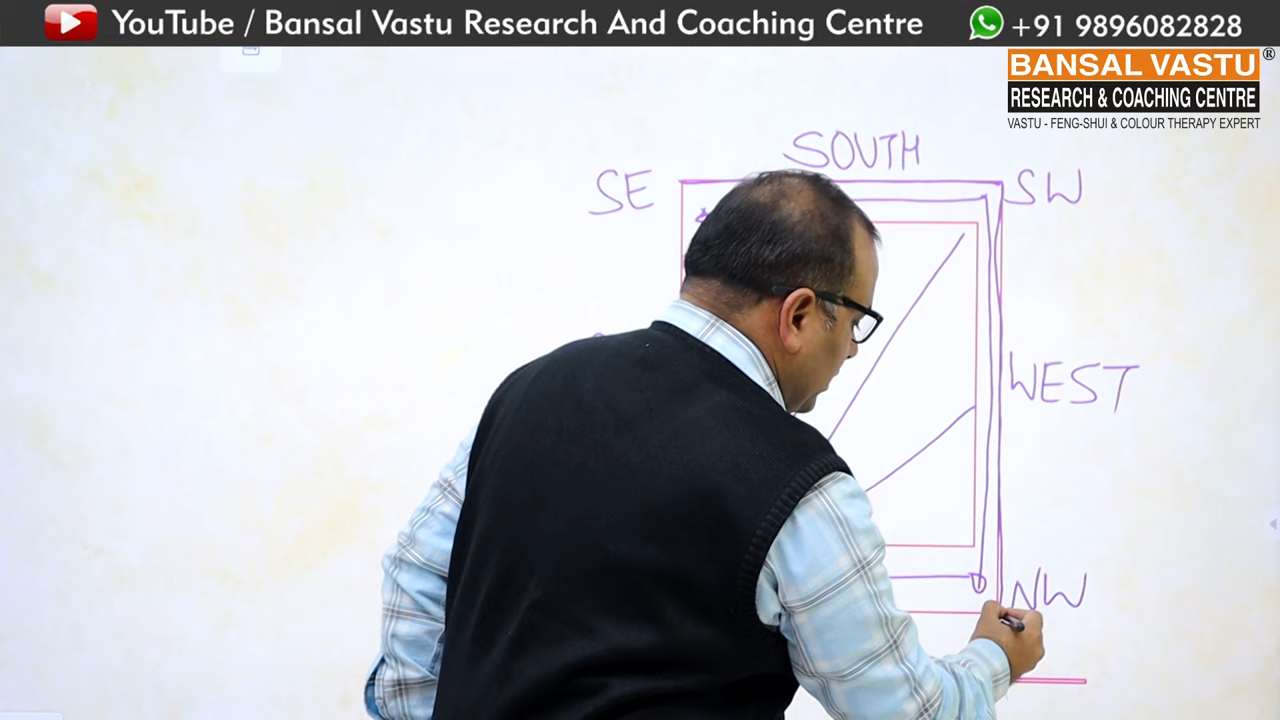 YouTube / Bansal Vastu Research And Coaching Centre
+91 9896082828
BANSAL VASTU®
RESEARCH & COACHING CENTRE
VASTU - FENG-SHUI & COLOUR THERAPY EXPERT
SOUTH
SE
SW
WEST
NW